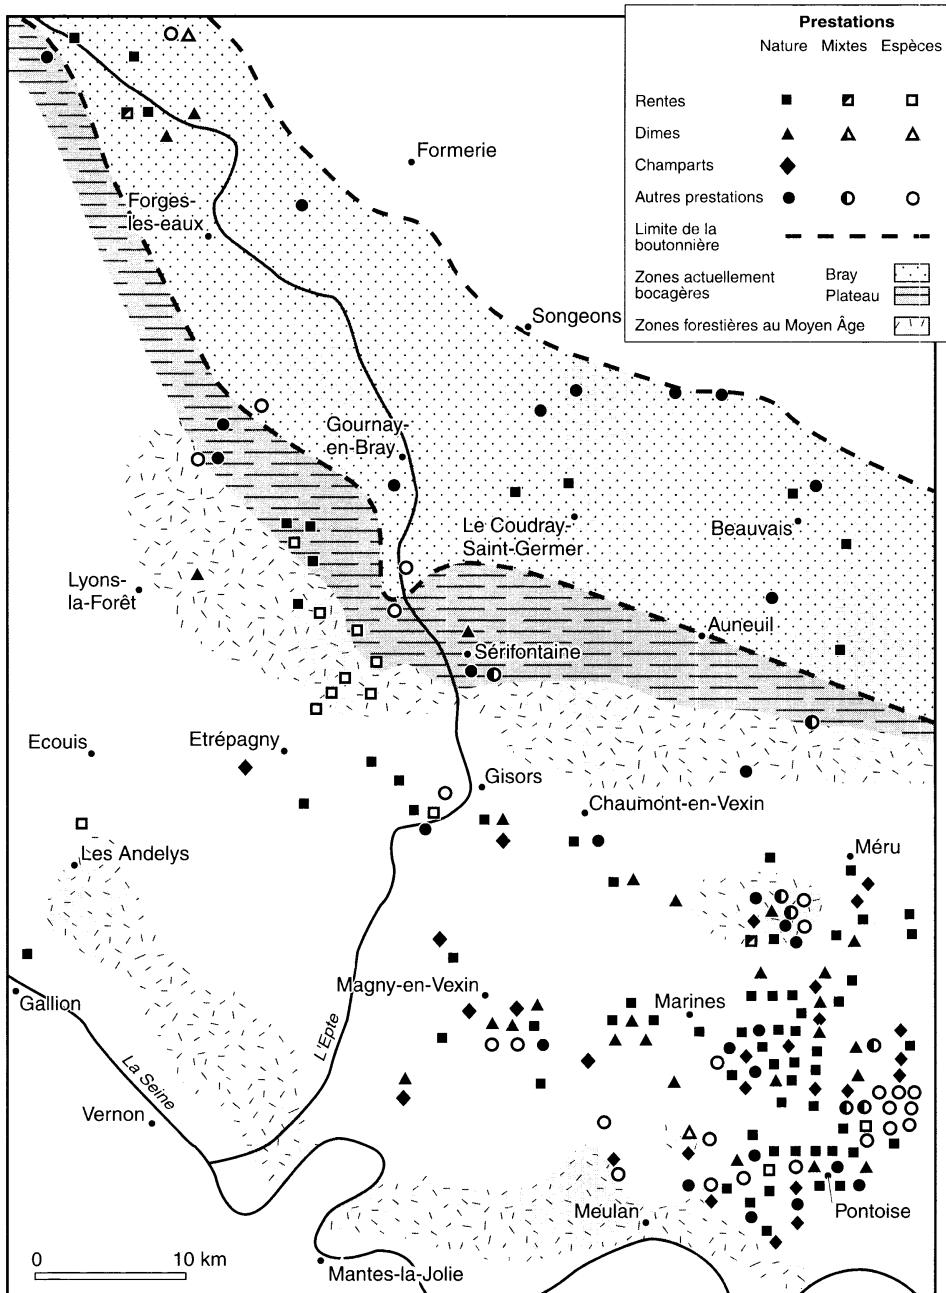 Prestations
Nature Mixtes Espèces
Rentes
Dimes
Champarts
Autres prestations
Limite de la
boutonnière
Zones actuellement
bocagères
Bray
Plateau
Zones forestières au Moyen Âge
Formerie
Forges-
les-eaux
Songeons
Gournay-
en-Bray
Le Coudray-
Saint-Germer
Beauvais
Lyons-
la-Forêt
Auneuil
Sérifontaine
Ecouis
Etrépagny
Gisors
Chaumont-en-Vexin
Les Andelys
Méru
Gallion
Magny-en-Vexin
Marines
L'Epte
La Seine
Vernon
Meulan
Pontoise
0 10 km
Mantes-la-Jolie